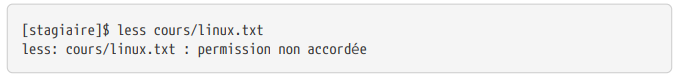 [stagiaire]$ less cours/linux.txt
less: cours/linux.txt : permission non accordée